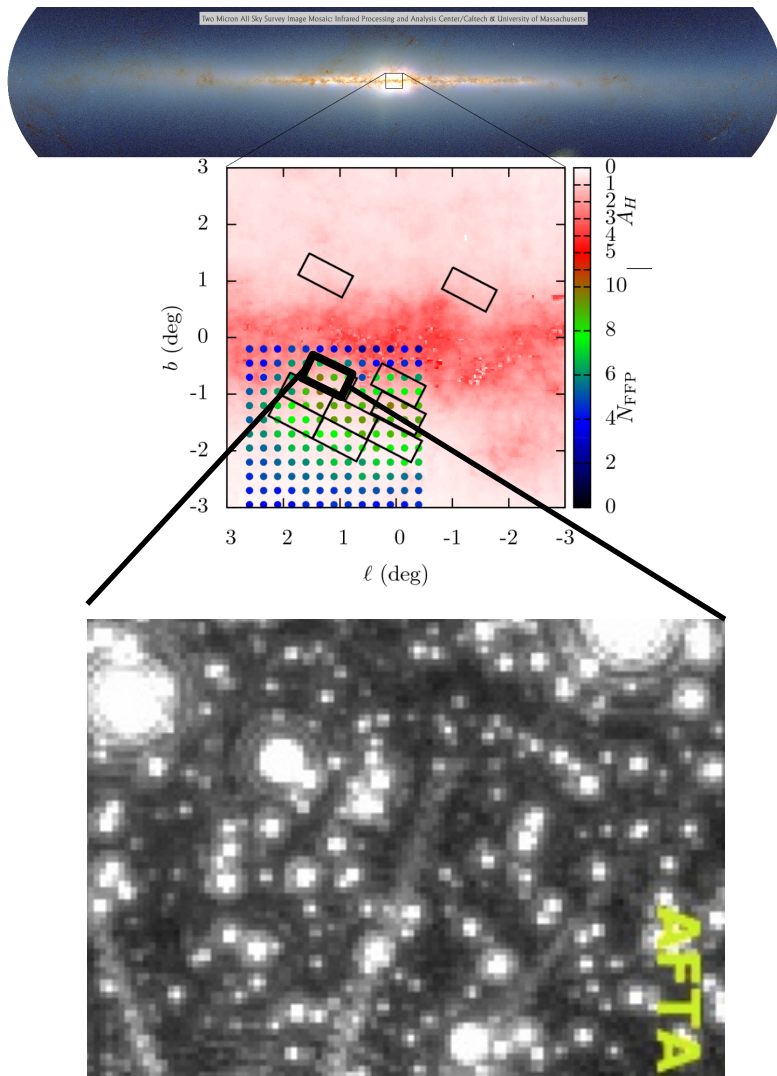 Two Micron All Sky Survey Image Mosaic: Infrared Processing and Analysis Center/Caltech & University of Massachusetts
3
2
1
0
-1
-2
-3
b (deg)
3 2 1 0 -1 -2 -3
ℓ (deg)
0
1
2
3
4
5
A_H
|
10
8
6
4
2
0
N_FFP
AFTA